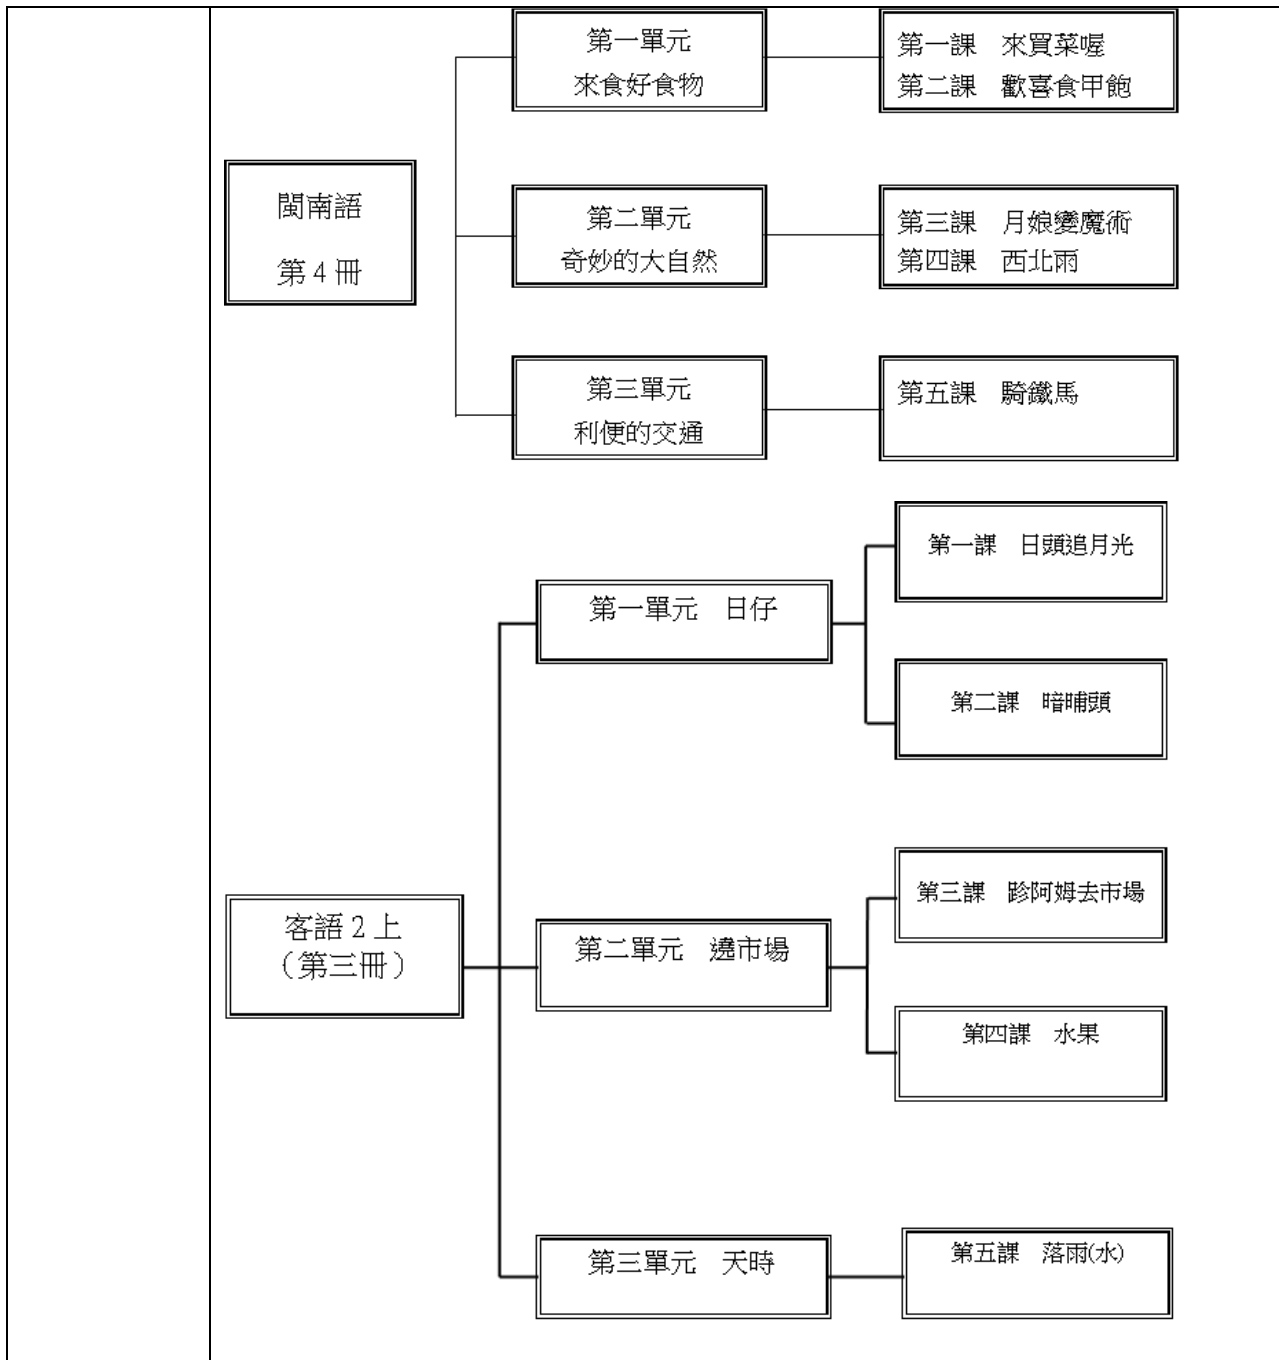 閩南語
第4冊
第一單元
來食好食物
第一課 來買菜喔
第二課 歡喜食甲飽
第二單元
奇妙的大自然
第三課 月娘變魔術
第四課 西北雨
第三單元
利便的交通
第五課 騎鐵馬
客語2上
（第三冊）
第一單元 日仔
第一課 日頭追月光
第二課 暗晡頭
第二單元 遶市場
第三課 跈阿姆去市場
第四課 水果
第三單元 天時
第五課 落雨(水)